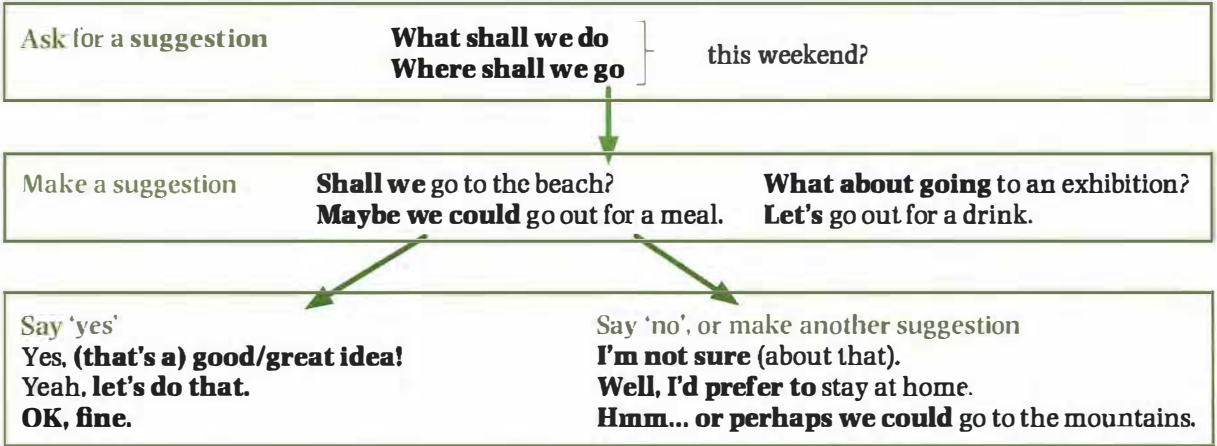 Ask for a suggestion
What shall we do
Where shall we go
this weekend?
Make a suggestion
Shall we go to the beach?
Maybe we could go out for a meal.
What about going to an exhibition?
Let's go out for a drink.
Say 'yes'
Yes, (that's a) good/great idea!
Yeah, let's do that.
OK, fine.
Say 'no', or make another suggestion
I'm not sure (about that).
Well, I'd prefer to stay at home.
Hmm... or perhaps we could go to the mountains.